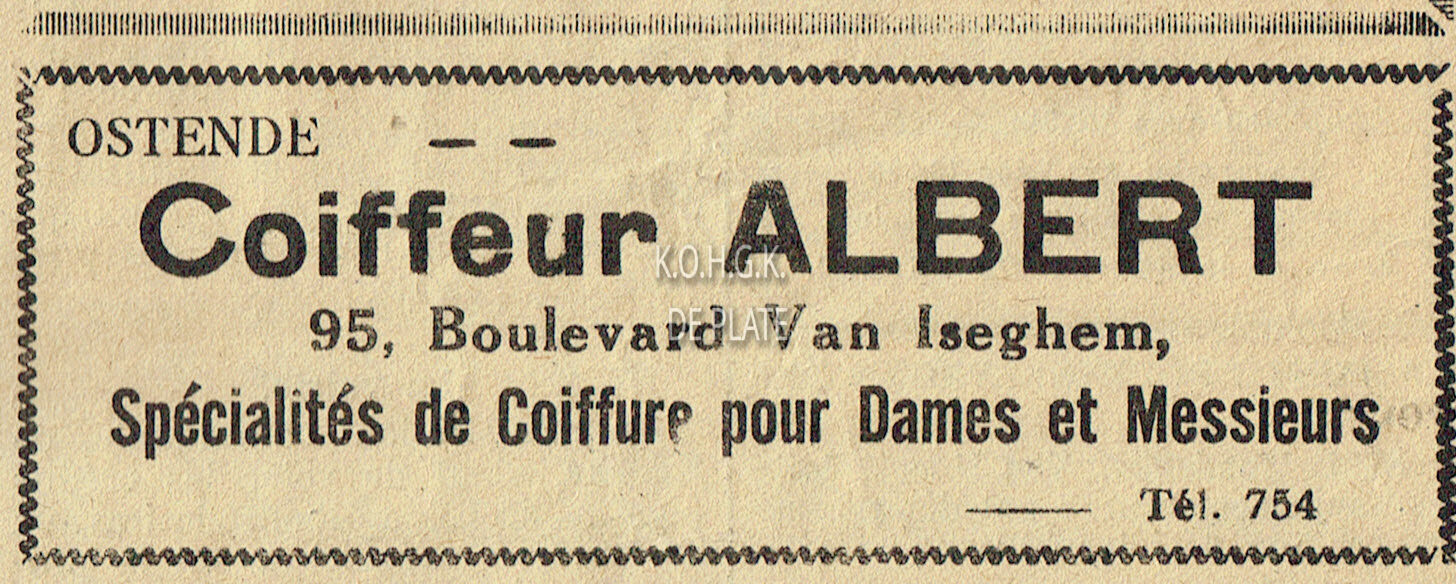 OSTENDE — —
Coiffeur ALBERT
K.O.H.G.K.
DE PLATE
95, Boulevard Van Iseghem,
Spécialités de Coiffure pour Dames et Messieurs
Tél. 754